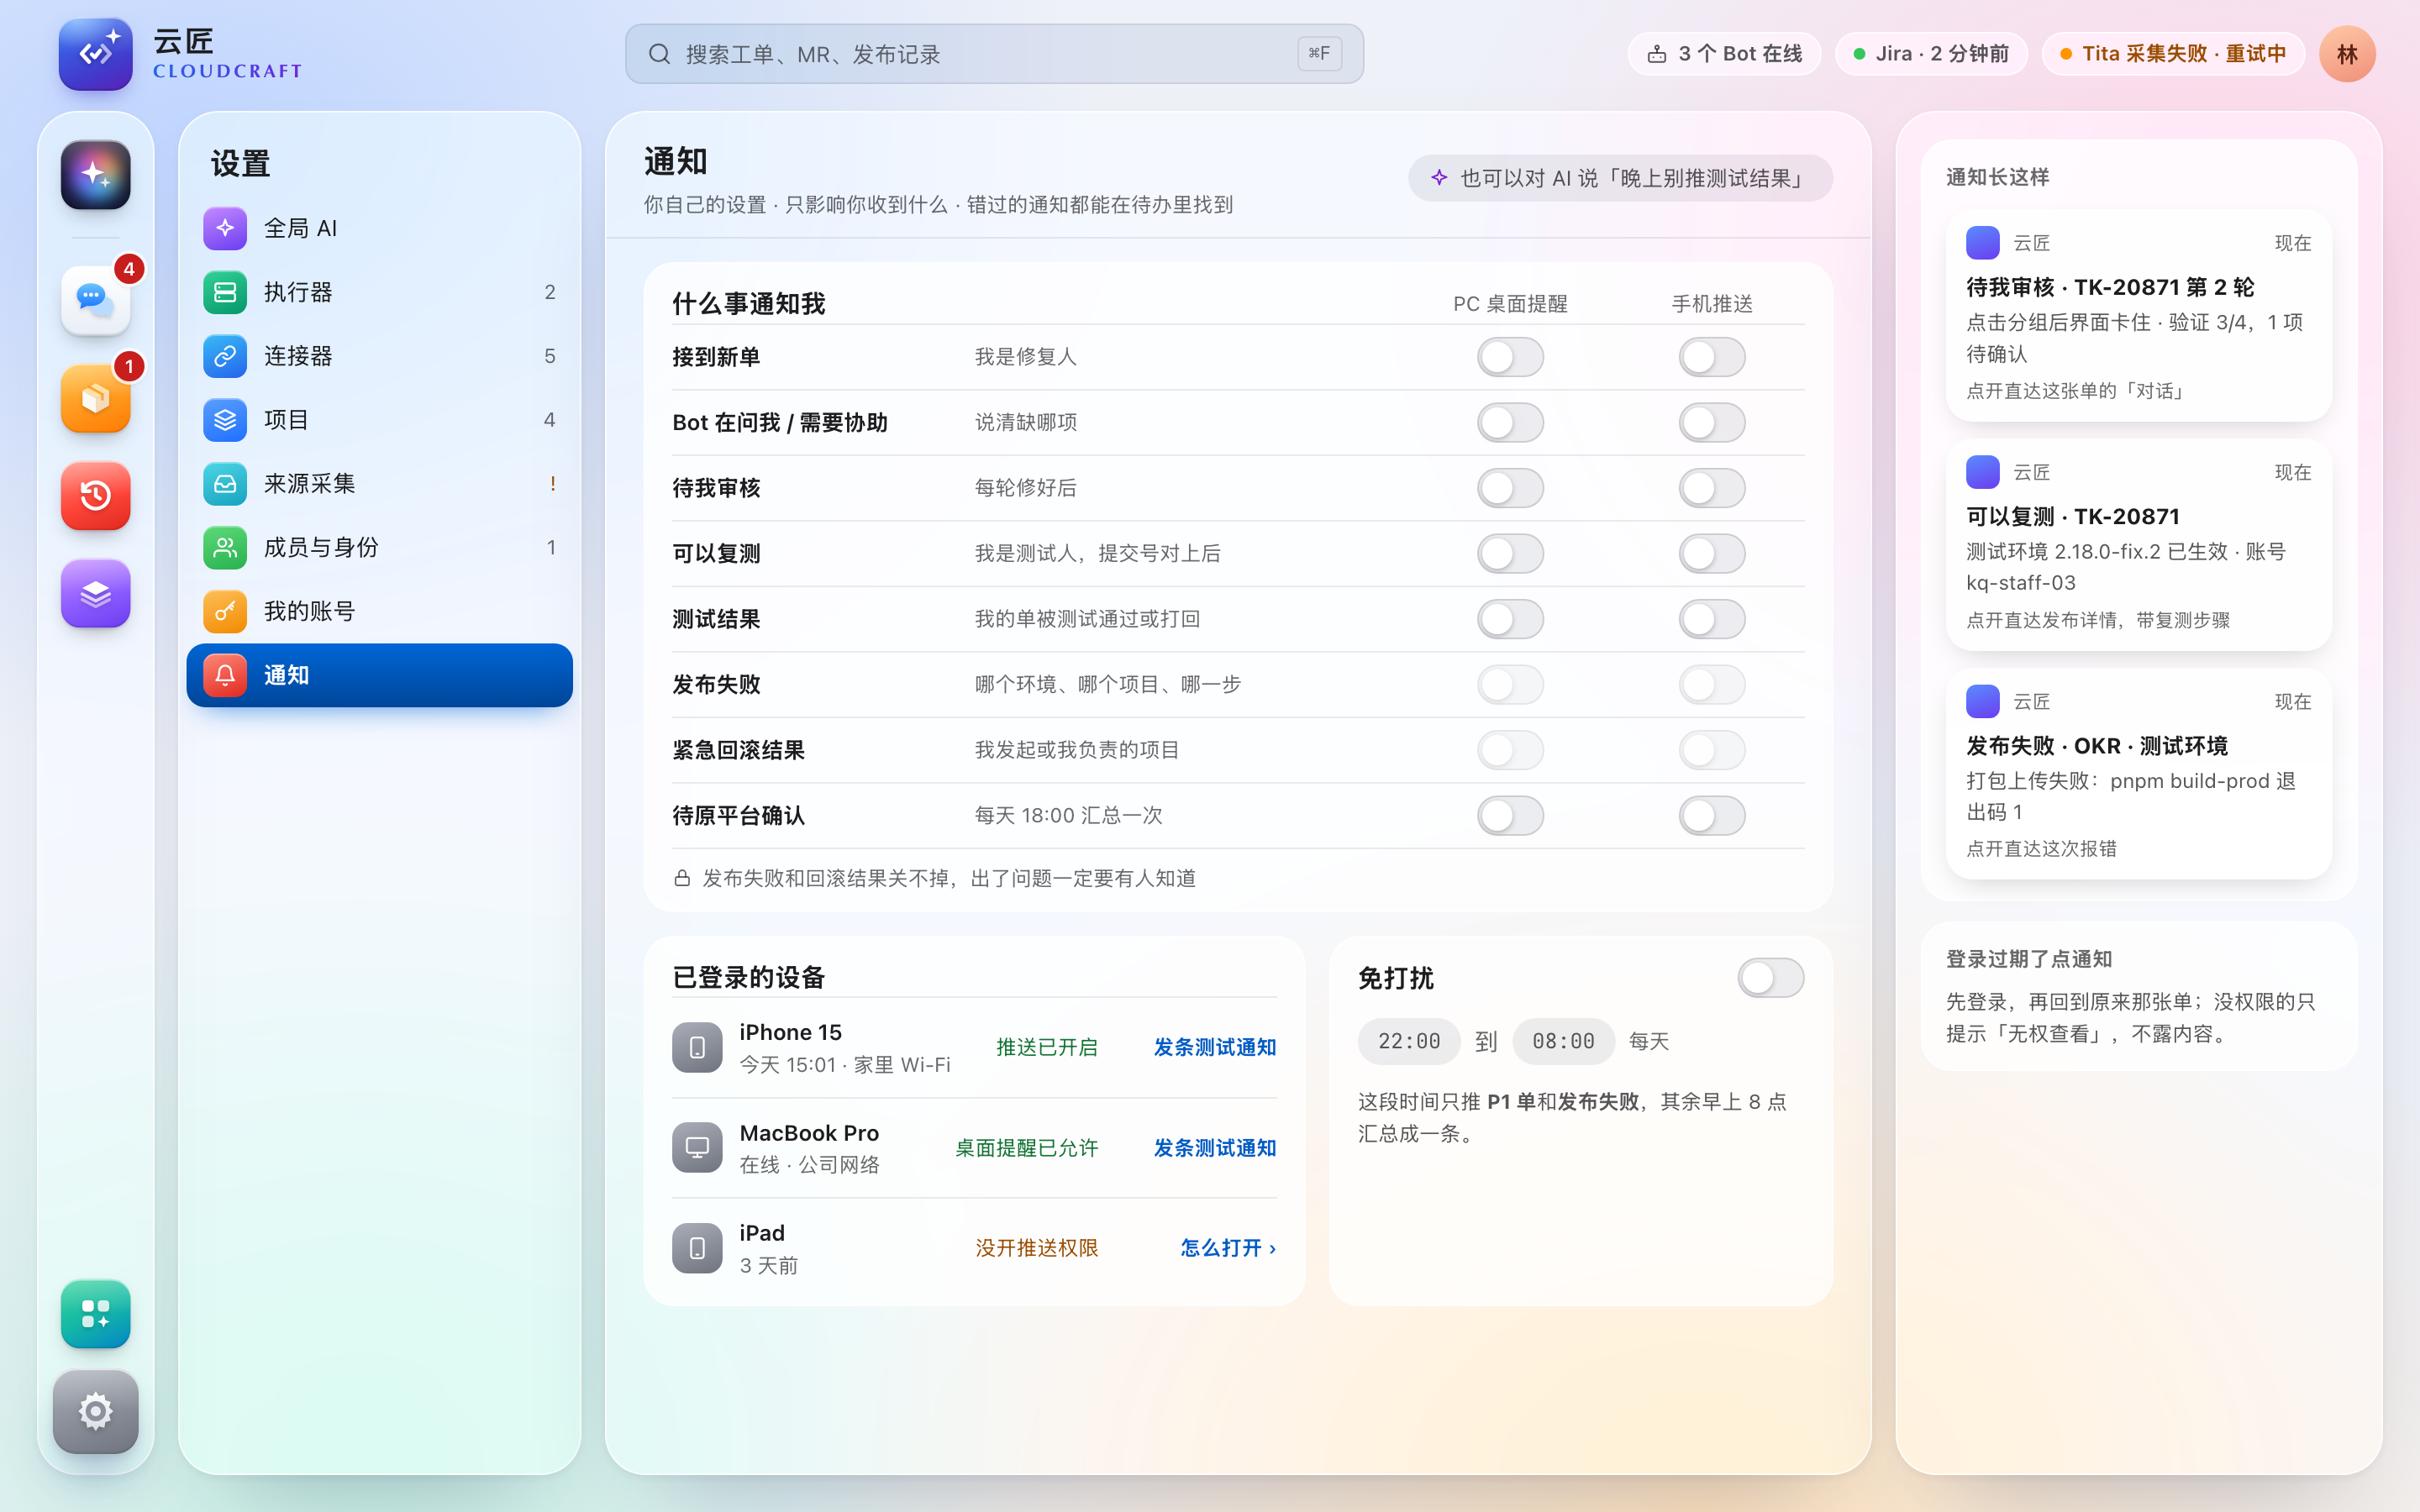 云匠
CLOUDCRAFT
搜索工单、MR、发布记录
⌘F
3 个 Bot 在线
Jira · 2 分钟前
Tita 采集失败 · 重试中
林
4
1
设置
全局 AI
执行器 2
连接器 5
项目 4
来源采集 !
成员与身份 1
我的账号
通知
通知
你自己的设置 · 只影响你收到什么 · 错过的通知都能在待办里找到
也可以对 AI 说「晚上别推测试结果」
什么事通知我 PC 桌面提醒 手机推送
接到新单 我是修复人
Bot 在问我 / 需要协助 说清缺哪项
待我审核 每轮修好后
可以复测 我是测试人，提交号对上后
测试结果 我的单被测试通过或打回
发布失败 哪个环境、哪个项目、哪一步
紧急回滚结果 我发起或我负责的项目
待原平台确认 每天 18:00 汇总一次
发布失败和回滚结果关不掉，出了问题一定要有人知道
已登录的设备
iPhone 15
今天 15:01 · 家里 Wi-Fi
推送已开启
发条测试通知
MacBook Pro
在线 · 公司网络
桌面提醒已允许
发条测试通知
iPad
3 天前
没开推送权限
怎么打开 ›
免打扰
22:00 到 08:00 每天
这段时间只推 P1 单和发布失败，其余早上 8 点
汇总成一条。
通知长这样
云匠 现在
待我审核 · TK-20871 第 2 轮
点击分组后界面卡住 · 验证 3/4，1 项
待确认
点开直达这张单的「对话」
云匠 现在
可以复测 · TK-20871
测试环境 2.18.0-fix.2 已生效 · 账号
kq-staff-03
点开直达发布详情，带复测步骤
云匠 现在
发布失败 · OKR · 测试环境
打包上传失败：pnpm build-prod 退
出码 1
点开直达这次报错
登录过期了点通知
先登录，再回到原来那张单；没权限的只
提示「无权查看」，不露内容。